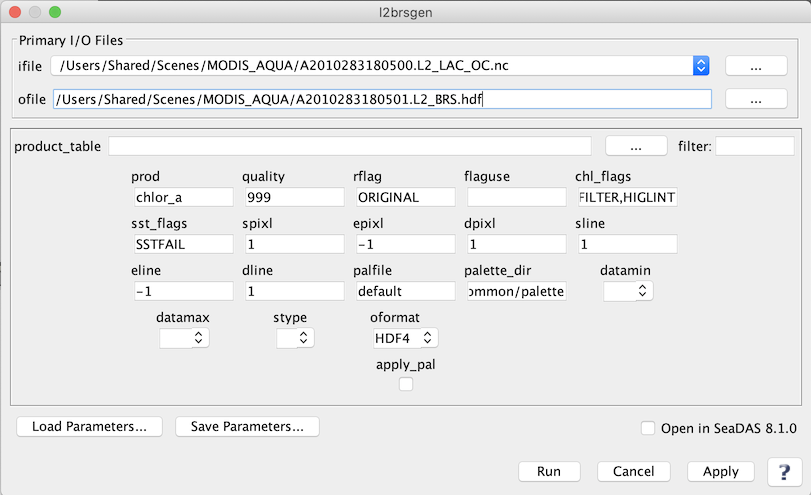 l2brsgen
Primary I/O Files
ifile /Users/Shared/Scenes/MODIS_AQUA/A2010283180500.L2_LAC_OC.nc ...
ofile /Users/Shared/Scenes/MODIS_AQUA/A2010283180501.L2_BRS.hdf ...
product_table ... filter:
prod quality rflag flaguse chl_flags
chlor_a 999 ORIGINAL FILTER,HIGLINT
sst_flags spixl epixl dpixl sline
SSTFAIL 1 -1 1 1
eline dline palfile palette_dir datamin
-1 1 default ommon/palette
datamax stype oformat
HDF4
apply_pal
Load Parameters... Save Parameters... Open in SeaDAS 8.1.0
Run Cancel Apply ?